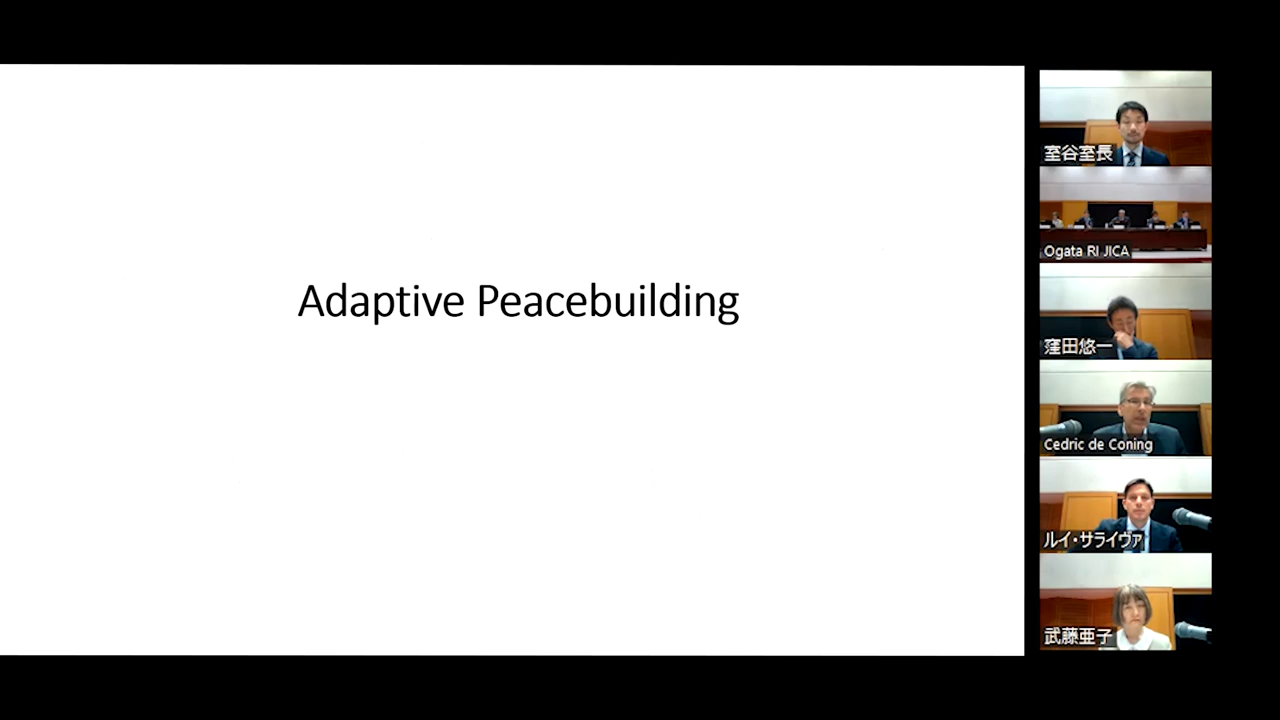 Adaptive Peacebuilding
室谷室長
Ogata RI JICA
窪田悠一
Cedric de Coning
ルイ・サライヴァ
武藤亜子